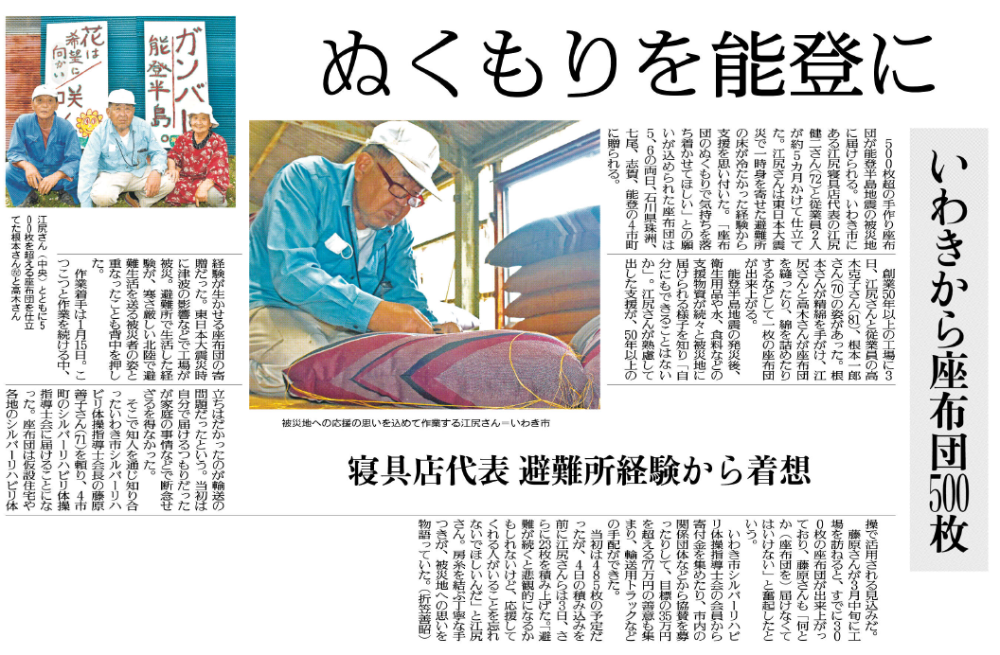 ぬくもりを能登に
いわきから座布団500枚
寝具店代表 避難所経験から着想
花は
希望に
向かい
咲く
ガンバレ
能登半島。
江尻さん（中央）とともに5
00枚を超える座布団を仕立
てた根本さん㊧と高木さん
被災地への応援の思いを込めて作業する江尻さん＝いわき市
500枚超の手作り座布
団が能登半島地震の被災地
に届けられる。いわき市に
ある江尻寝具店代表の江尻
健二さん(72)と従業員2人
が約5カ月かけて仕立て
た。江尻さんは東日本大震
災で一時身を寄せた避難所
の床が冷たかった経験から
支援を思い付いた。「座布
団のぬくもりで気持ちを落
ち着かせてほしい」との願
いが込められた座布団は
5、6の両日、石川県珠洲、
七尾、志賀、能登の4市町
に贈られる。
創業50年以上の工場に3
日、江尻さんと従業員の高
木克子さん(81)、根本一郎
さん(70)の姿があった。根
本さんが精綿を手がけ、江
尻さんと高木さんが座布団
を縫ったり、綿を詰めたり
するなどして一枚の座布団
が出来上がる。
能登半島地震の発災後、
衛生用品や水、食料などの
支援物資が続々と被災地に
届けられる様子を知り「自
分にもできることはない
か」。江尻さんが熟慮して
出した支援が、50年以上の
経験が生かせる座布団の寄
贈だった。東日本大震災時
に津波の影響などで工場が
被災。避難所で生活した経
験が、寒さ厳しい北陸で避
難生活を送る被災者の姿と
重なったことも背中を押し
た。
作業着手は1月15日。こ
つこつと作業を続ける中、
立ちはだかったのが輸送の
問題だったという。当初は
自分で届けるつもりだった
が家庭の事情などで断念せ
ざるを得なかった。
そこで知人を通じ知り合
ったいわき市シルバーリハ
ビリ体操指導士会長の藤原
善子さん(71)を頼り、4市
町のシルバーリハビリ体操
指導士会に届けることにな
った。座布団は仮設住宅や
各地のシルバーリハビリ体
操で活用される見込みだ。
藤原さんが3月中旬に工
場を訪ねると、すでに30
0枚の座布団が出来上がっ
ており、藤原さんも「何と
か（座布団を）届けなくて
はいけない」と奮起したと
いう。
いわき市シルバーリハビ
リ体操指導士会の会員から
寄付金を集めたり、市内の
関係団体などから協賛を募
ったりして、目標の35万円
を超える77万円の善意も集
まり、輸送用トラックなど
の手配ができた。
当初は485枚の予定だ
ったが、4日の積み込みを
前に江尻さんらは3日、さ
らに23枚を積み上げた。「避
難が続くと悲観的になるか
もしれないけど、応援して
くれる人がいることを忘れ
ないでほしいんだ」と江尻
さん。房糸を結ぶ丁寧な手
つきが、被災地への思いを
物語っていた。（折笠善昭）